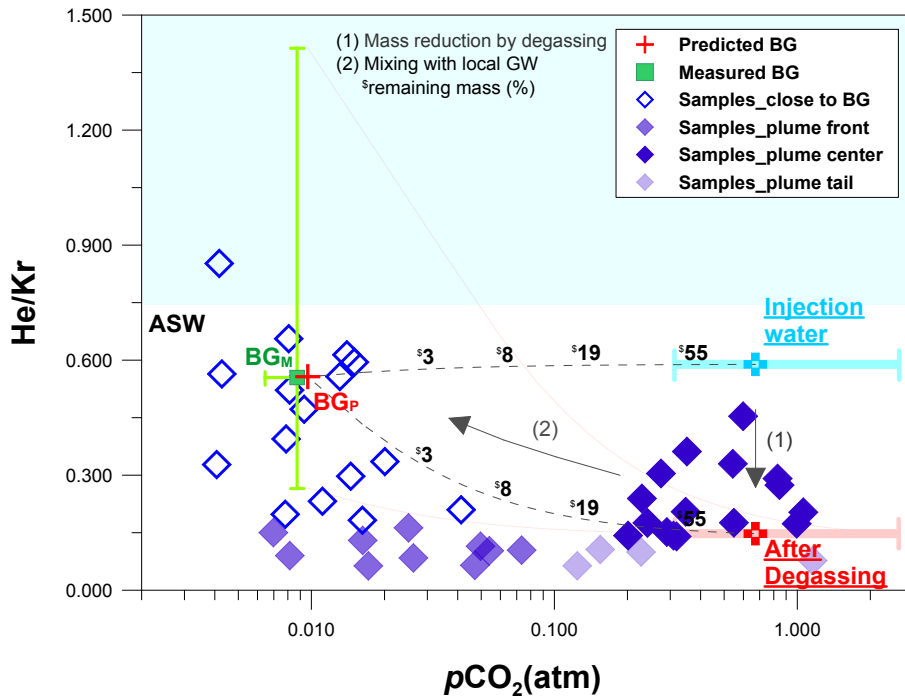 1.500
1.200
0.900
0.600
0.300
0.000
He/Kr
(1) Mass reduction by degassing
(2) Mixing with local GW
$remaining mass (%)
Predicted BG
Measured BG
Samples_close to BG
Samples_plume front
Samples_plume center
Samples_plume tail
ASW
Injection
water
BGM
BGP
$3
$8
$19
$55
(2)
(1)
$3
$8
$19
$55
After
Degassing
0.010
0.100
1.000
pCO2(atm)